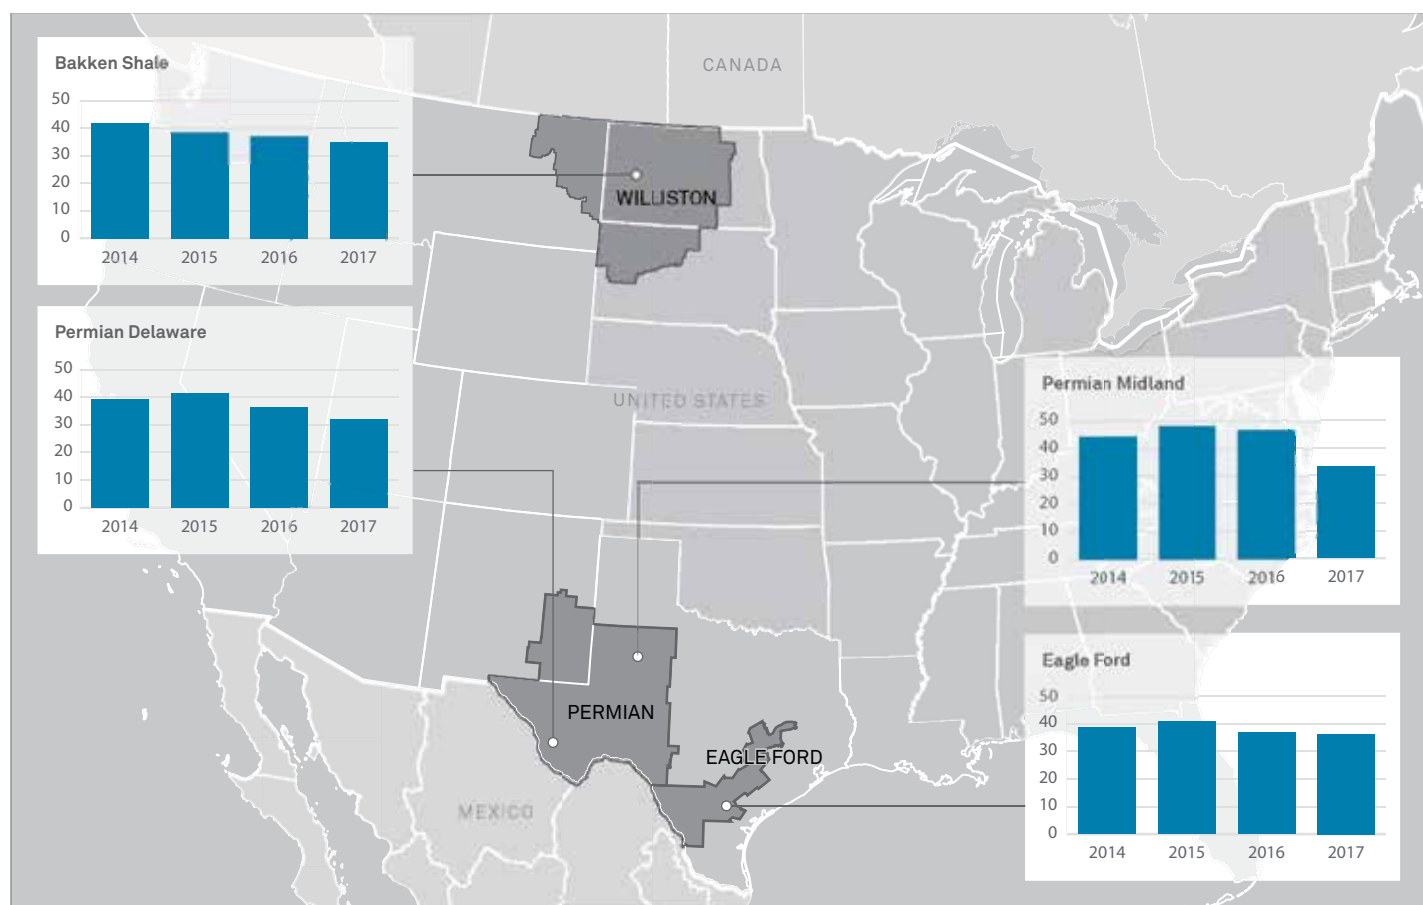 Bakken Shale
50
40
30
20
10
0
2014 2015 2016 2017
Permian Delaware
50
40
30
20
10
0
2014 2015 2016 2017
CANADA
WILLISTON
UNITED STATES
PERMIAN
EAGLE FORD
MEXICO
Permian Midland
50
40
30
20
10
0
2014 2015 2016 2017
Eagle Ford
50
40
30
20
10
0
2014 2015 2016 2017